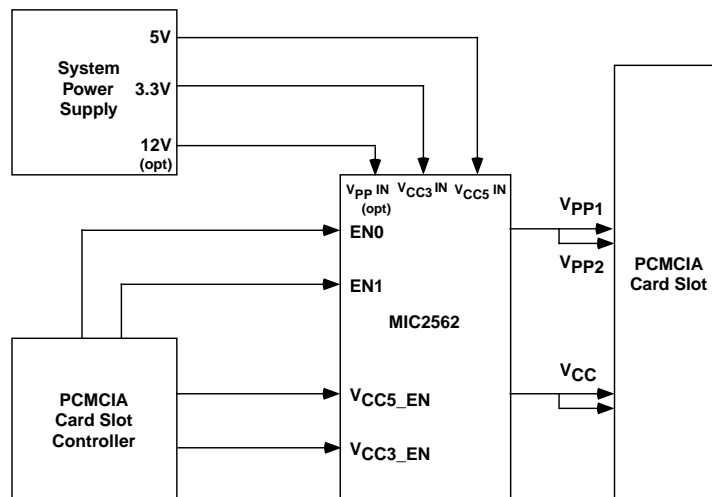 System
Power
Supply
5V
3.3V
12V
(opt)
VPP IN
(opt)
VCC3 IN
VCC5 IN
EN0
EN1
MIC2562
VCC5_EN
VCC3_EN
PCMCIA
Card Slot
Controller
VPP1
VPP2
VCC
PCMCIA
Card Slot